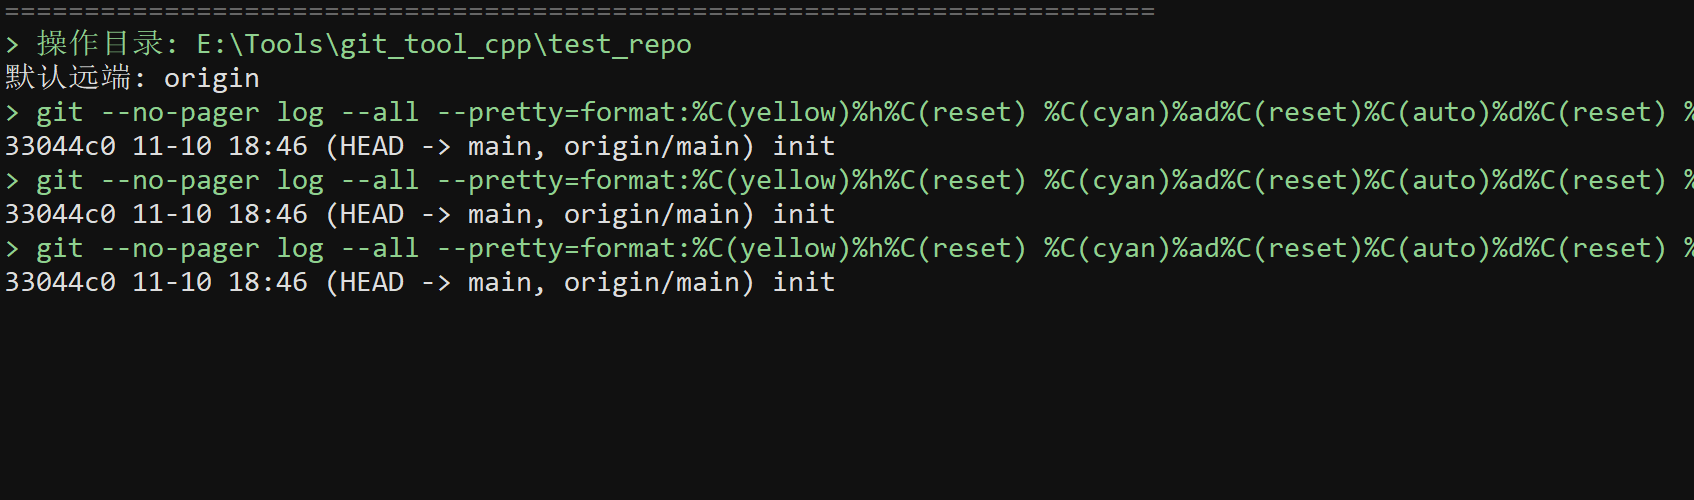 ========================================================================
> 操作目录: E:\Tools\git_tool_cpp\test_repo
默认远端: origin
> git --no-pager log --all --pretty=format:%C(yellow)%h%C(reset) %C(cyan)%ad%C(reset)%C(auto)%d%C(reset) %
33044c0 11-10 18:46 (HEAD -> main, origin/main) init
> git --no-pager log --all --pretty=format:%C(yellow)%h%C(reset) %C(cyan)%ad%C(reset)%C(auto)%d%C(reset) %
33044c0 11-10 18:46 (HEAD -> main, origin/main) init
> git --no-pager log --all --pretty=format:%C(yellow)%h%C(reset) %C(cyan)%ad%C(reset)%C(auto)%d%C(reset) %
33044c0 11-10 18:46 (HEAD -> main, origin/main) init